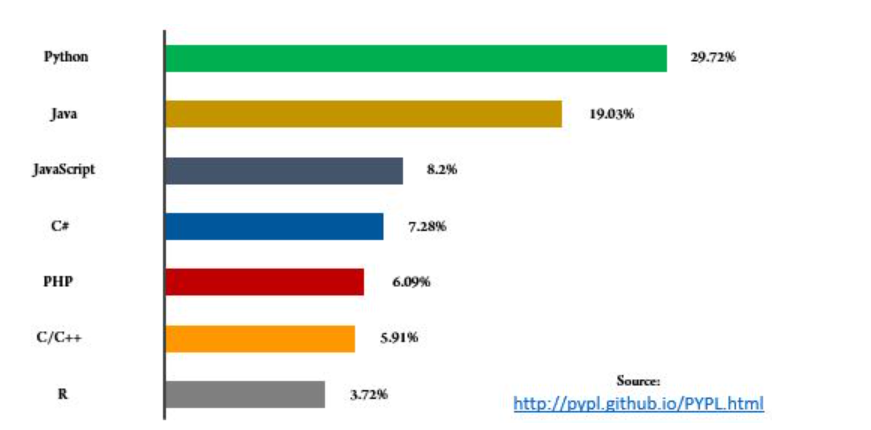 Python 29.72%
Java 19.03%
JavaScript 8.2%
C# 7.28%
PHP 6.09%
C/C++ 5.91%
R 3.72%
Source:
http://pypl.github.io/PYPL.html